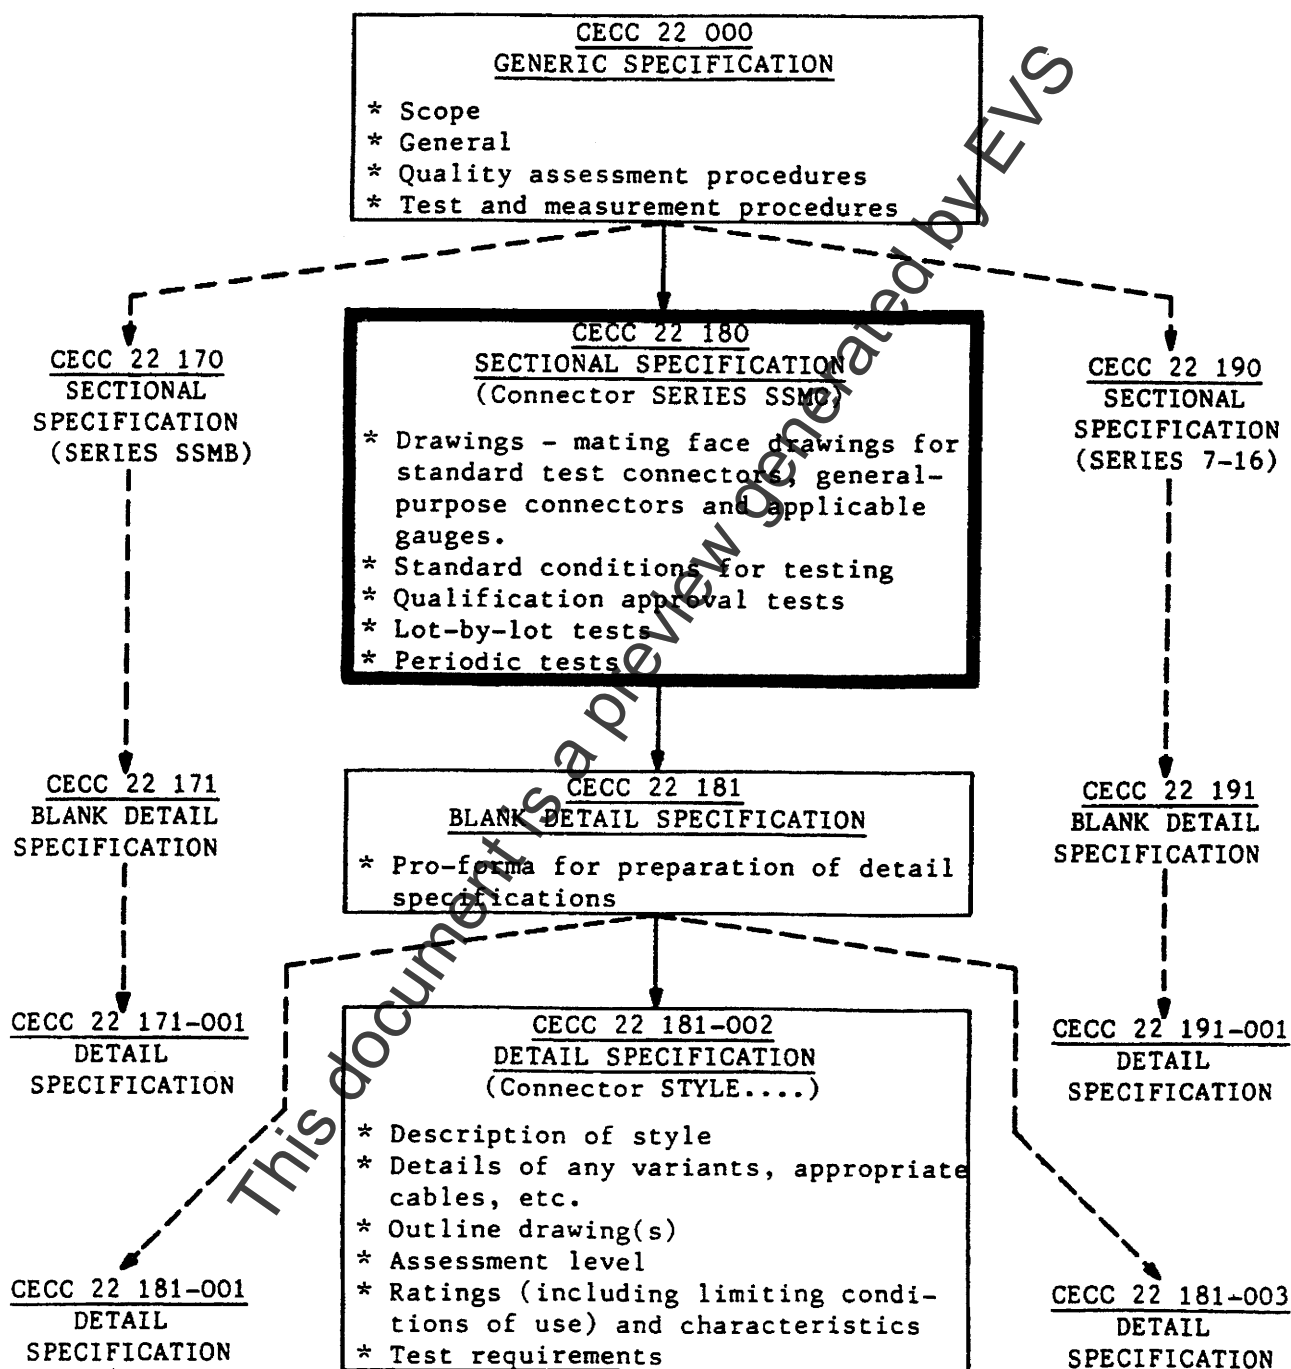 CECC 22 000
GENERIC SPECIFICATION
* Scope
* General
* Quality assessment procedures
* Test and measurement procedures
CECC 22 170
SECTIONAL
SPECIFICATION
(SERIES SSMB)
CECC 22 180
SECTIONAL SPECIFICATION
(Connector SERIES SSMC)
* Drawings - mating face drawings for
standard test connectors, general-
purpose connectors and applicable
gauges.
* Standard conditions for testing
* Qualification approval tests
* Lot-by-lot tests
* Periodic tests
CECC 22 190
SECTIONAL
SPECIFICATION
(SERIES 7-16)
CECC 22 171
BLANK DETAIL
SPECIFICATION
CECC 22 181
BLANK DETAIL SPECIFICATION
* Pro-forma for preparation of detail
specifications
CECC 22 191
BLANK DETAIL
SPECIFICATION
CECC 22 171-001
DETAIL
SPECIFICATION
CECC 22 181-002
DETAIL SPECIFICATION
(Connector STYLE....)
* Description of style
* Details of any variants, appropriate
cables, etc.
* Outline drawing(s)
* Assessment level
* Ratings (including limiting condi-
tions of use) and characteristics
* Test requirements
CECC 22 191-001
DETAIL
SPECIFICATION
CECC 22 181-001
DETAIL
SPECIFICATION
CECC 22 181-003
DETAIL
SPECIFICATION
This document is a preview generated by EVS